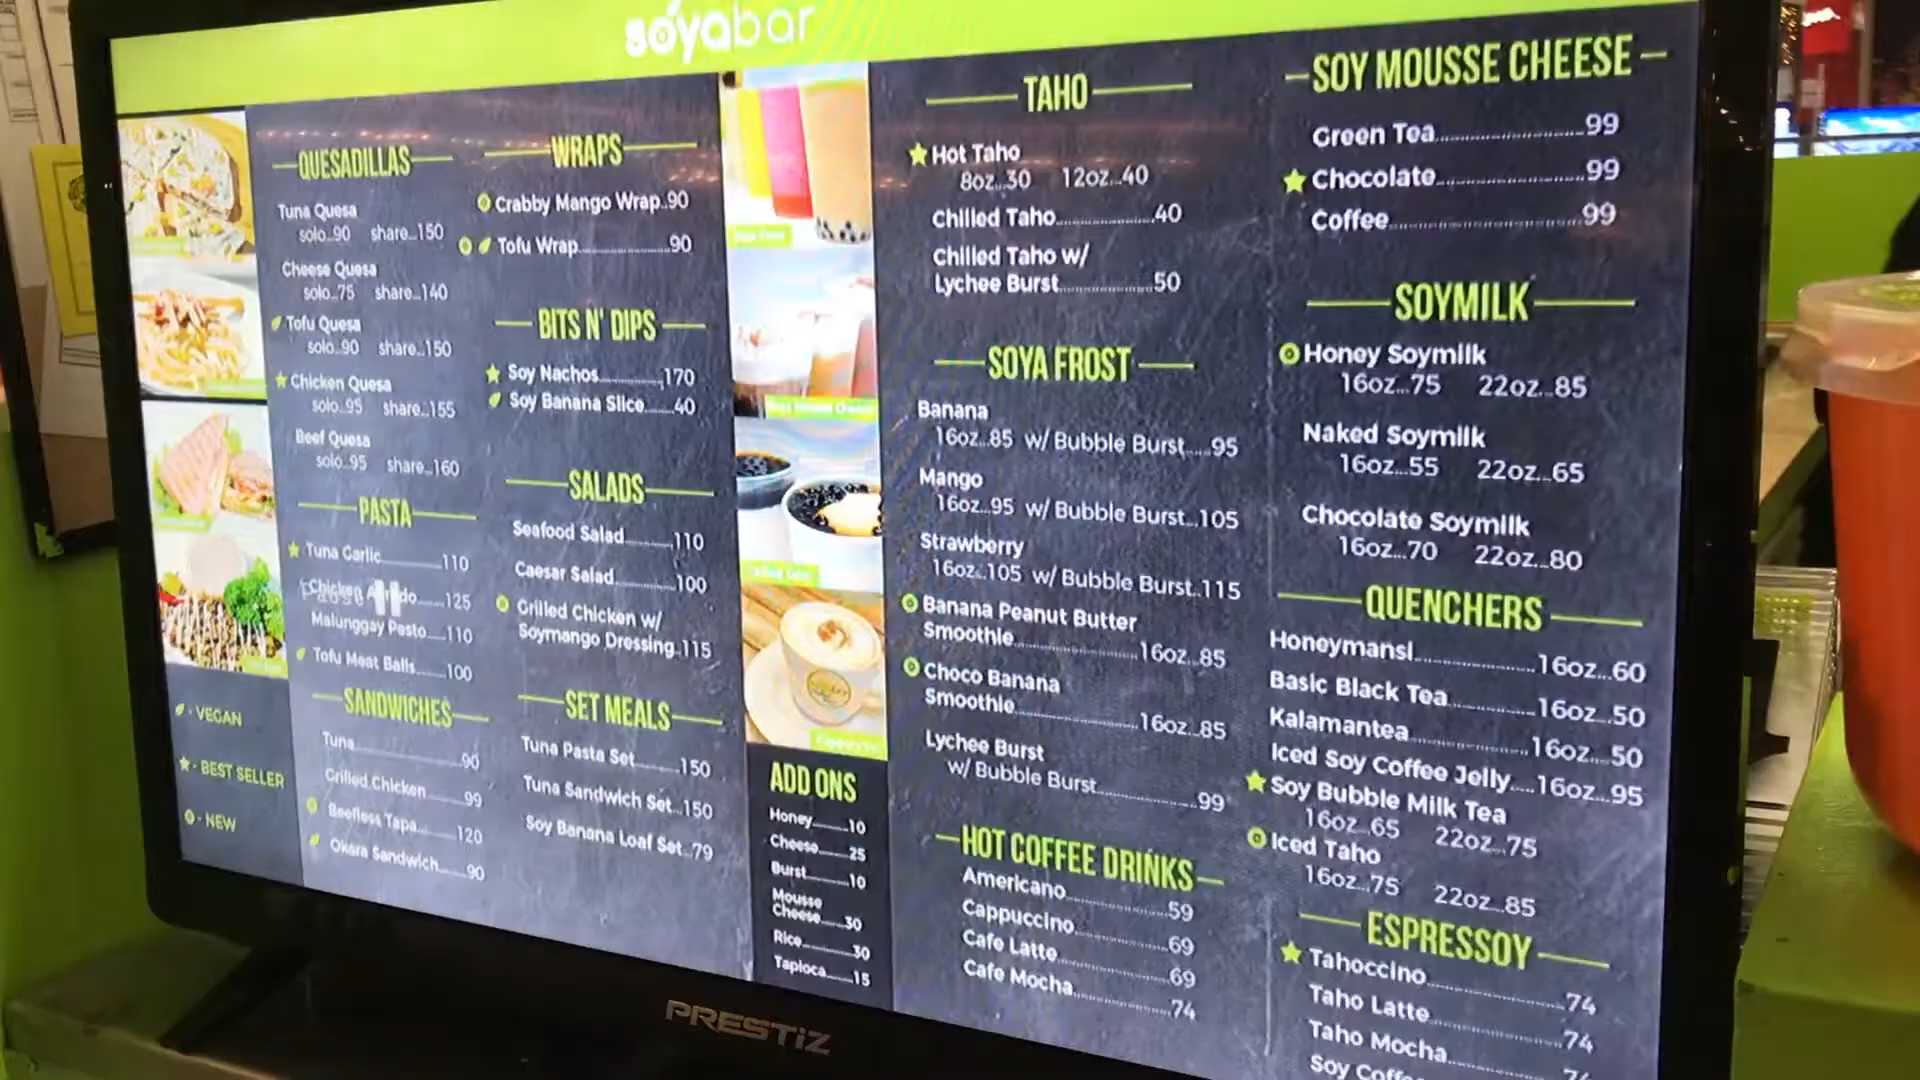 soyabar
QUESADILLAS
Tuna Quesa
solo..90 share...150
Cheese Quesa
solo..75 share...140
Tofu Quesa
solo..90 share...150
Chicken Quesa
solo..95 share...155
Beef Quesa
solo..95 share...160
PASTA
Tuna Garlic............110
Chicken Alfredo......125
Malunggay Pesto....110
Tofu Meat Balls.......100
SANDWICHES
Tuna...................90
Grilled Chicken.......99
Beefless Tapa........120
Okara Sandwich......90
- VEGAN
- BEST SELLER
- NEW
WRAPS
Crabby Mango Wrap..90
Tofu Wrap...............90
BITS N' DIPS
Soy Nachos............170
Soy Banana Slice......40
SALADS
Seafood Salad.........110
Caesar Salad...........100
Grilled Chicken w/
Soymango Dressing.115
SET MEALS
Tuna Pasta Set.........150
Tuna Sandwich Set..150
Soy Banana Loaf Set..79
ADD ONS
Honey.......10
Cheese.......25
Burst........10
Mousse
Cheese.....30
Rice............30
Tapioca.....15
TAHO
Hot Taho
8oz...30 12oz...40
Chilled Taho...................40
Chilled Taho w/
Lychee Burst..................50
SOYA FROST
Banana
16oz..85 w/ Bubble Burst....95
Mango
16oz...95 w/ Bubble Burst...105
Strawberry
16oz..105 w/ Bubble Burst..115
Banana Peanut Butter
Smoothie.....................16oz..85
Choco Banana
Smoothie.....................16oz..85
Lychee Burst
w/ Bubble Burst...............99
HOT COFFEE DRINKS
Americano...................59
Cappuccino.................69
Cafe Latte....................69
Cafe Mocha.................74
SOY MOUSSE CHEESE
Green Tea.........................99
Chocolate.........................99
Coffee................................99
SOYMILK
Honey Soymilk
16oz...75 22oz...85
Naked Soymilk
16oz...55 22oz...65
Chocolate Soymilk
16oz...70 22oz...80
QUENCHERS
Honeymansi...................16oz...60
Basic Black Tea..............16oz...50
Kalamantea...................16oz...50
Iced Soy Coffee Jelly.....16oz...95
Soy Bubble Milk Tea
16oz...65 22oz...75
Iced Taho
16oz...75 22oz...85
ESPRESSOY
Tahoccino......................74
Taho Latte.....................74
Taho Mocha..................74
PRESTiZ